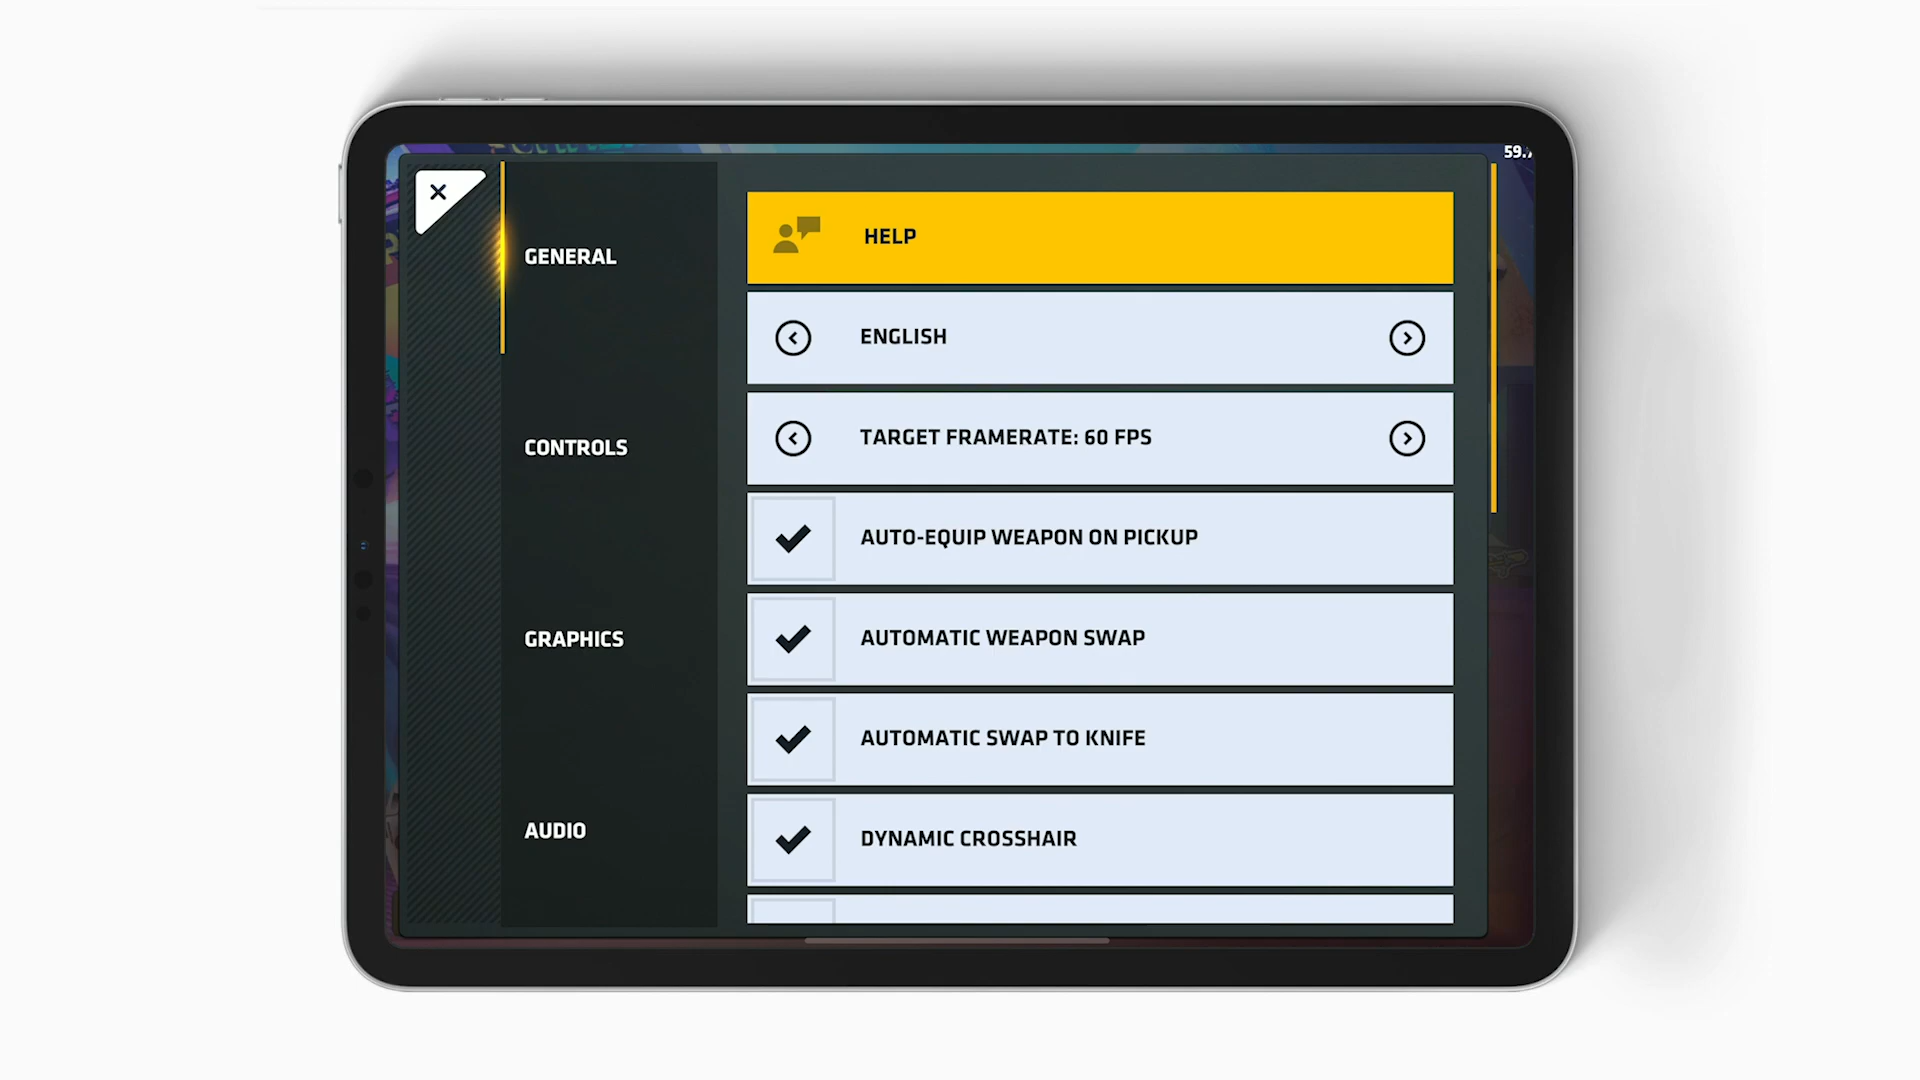 59.
GENERAL
CONTROLS
GRAPHICS
AUDIO
HELP
ENGLISH
TARGET FRAMERATE: 60 FPS
AUTO-EQUIP WEAPON ON PICKUP
AUTOMATIC WEAPON SWAP
AUTOMATIC SWAP TO KNIFE
DYNAMIC CROSSHAIR